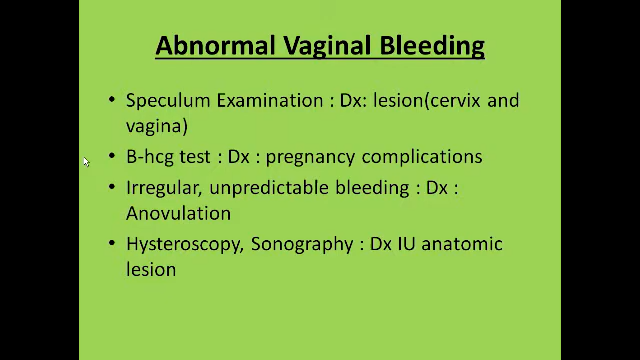 Abnormal Vaginal Bleeding
• Speculum Examination : Dx: lesion(cervix and
vagina)
• B-hcg test : Dx : pregnancy complications
• Irregular, unpredictable bleeding : Dx :
Anovulation
• Hysteroscopy, Sonography : Dx IU anatomic
lesion